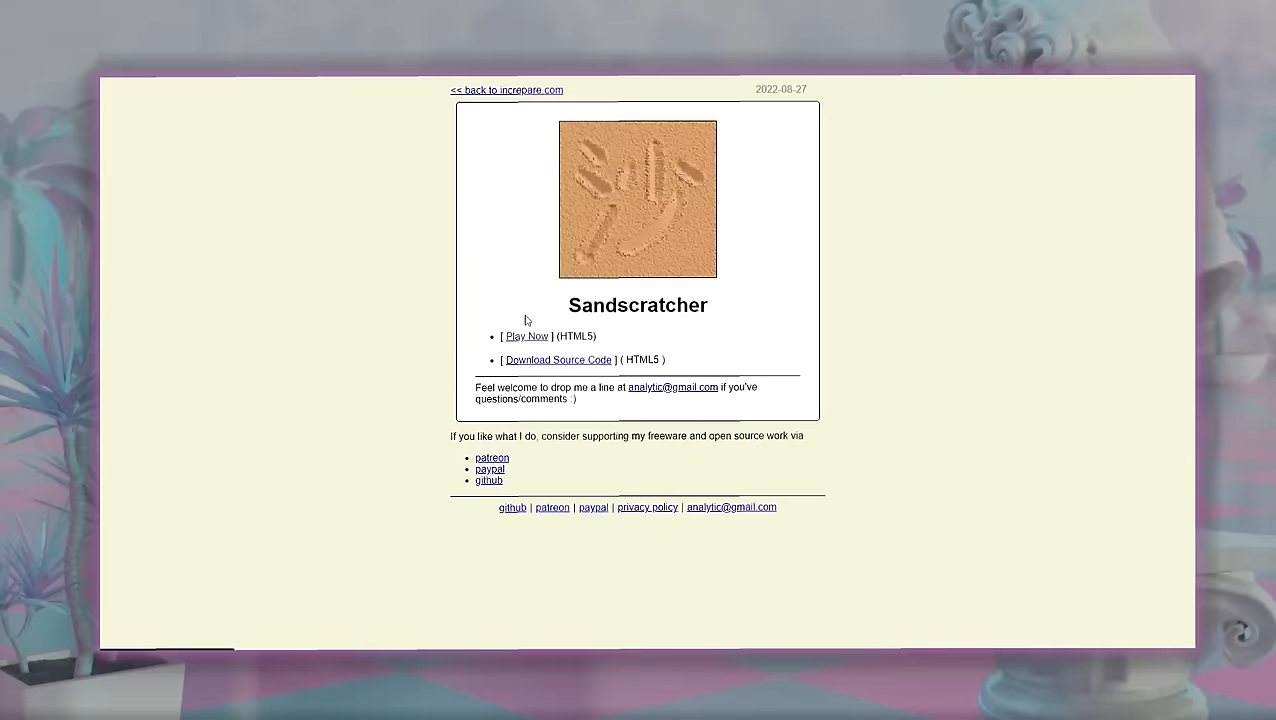 << back to increpare.com
2022-08-27
沙
Sandscratcher
• [ Play Now ] (HTML5)
• [ Download Source Code ] ( HTML5 )
Feel welcome to drop me a line at analytic@gmail.com if you've
questions/comments :)
If you like what I do, consider supporting my freeware and open source work via
• patreon
• paypal
• github
github | patreon | paypal | privacy policy | analytic@gmail.com